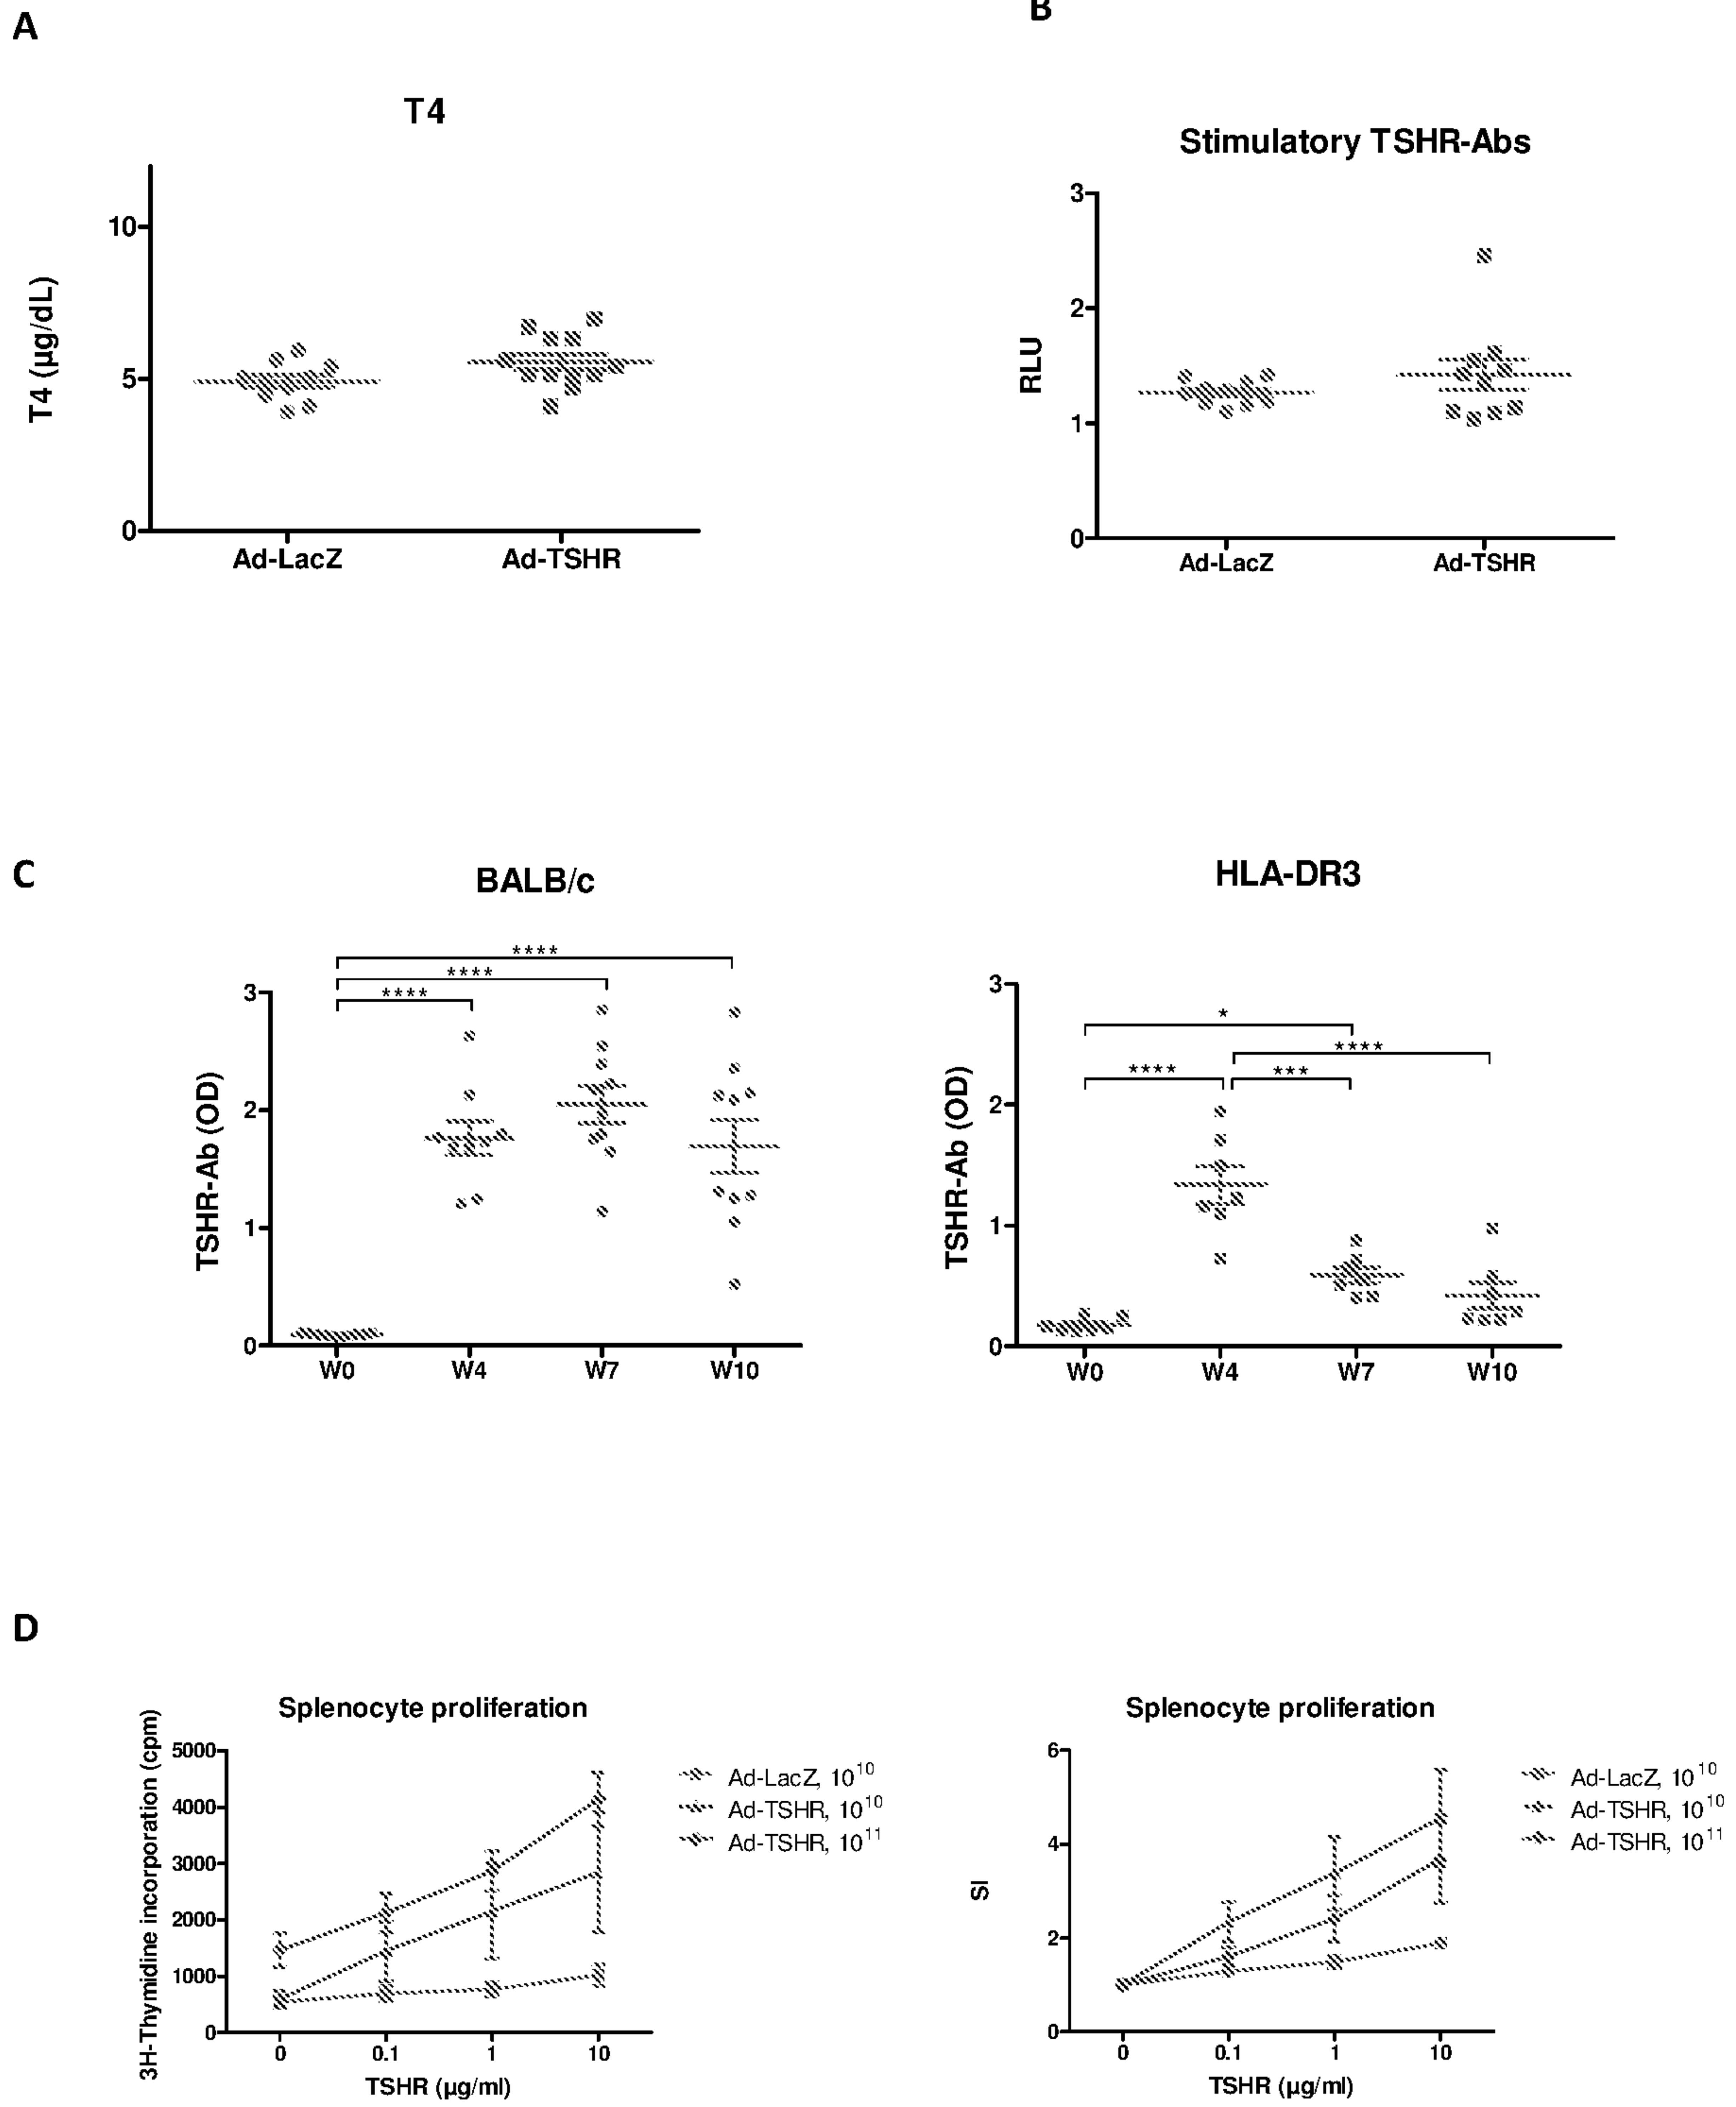 A
B
T4
T4 (µg/dL)
10
5
0
Ad-LacZ
Ad-TSHR
Stimulatory TSHR-Abs
RLU
3
2
1
0
Ad-LacZ
Ad-TSHR
C
BALB/c
TSHR-Ab (OD)
****
****
****
3
2
1
0
W0
W4
W7
W10
HLA-DR3
TSHR-Ab (OD)
*
****
****
***
3
2
1
0
W0
W4
W7
W10
D
Splenocyte proliferation
3H-Thymidine incorporation (cpm)
5000
4000
3000
2000
1000
0
0
0.1
1
10
TSHR (µg/ml)
Ad-LacZ, 10^10
Ad-TSHR, 10^10
Ad-TSHR, 10^11
Splenocyte proliferation
SI
6
4
2
0
0
0.1
1
10
TSHR (µg/ml)
Ad-LacZ, 10^10
Ad-TSHR, 10^10
Ad-TSHR, 10^11